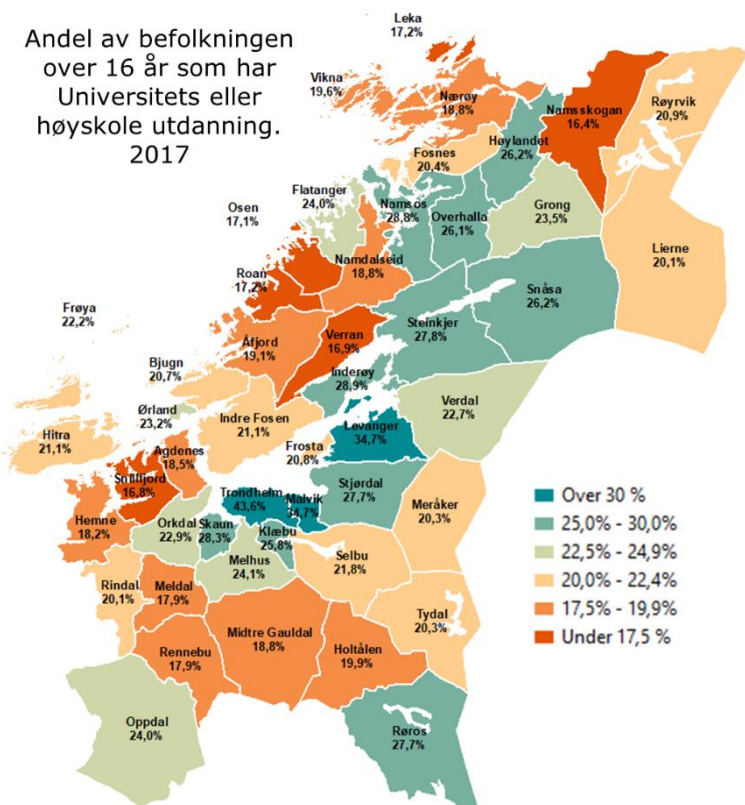 Andel av befolkningen
over 16 år som har
Universitets eller
høyskole utdanning.
2017
Leka
17,2%
Vikna
19,6%
Nærøy
18,8%
Namsskogan
16,4%
Røyrvik
20,9%
Høylandet
26,2%
Fosnes
20,4%
Flatanger
24,0%
Osen
17,1%
Namsos
28,8%
Overhalla
26,1%
Grong
23,5%
Lierne
20,1%
Namdalseid
18,8%
Roan
17,2%
Snåsa
26,2%
Frøya
22,2%
Steinkjer
27,8%
Verran
16,9%
Åfjord
19,1%
Bjugn
20,7%
Inderøy
28,9%
Verdal
22,7%
Ørland
23,2%
Indre Fosen
21,1%
Levanger
34,7%
Hitra
21,1%
Frosta
20,8%
Agdenes
18,5%
Snillfjord
16,8%
Stjørdal
27,7%
Trondheim
43,6%
Malvik
34,7%
Meråker
20,3%
Hemne
18,2%
Orkdal
22,9%
Skaun
28,3%
Klæbu
25,8%
Melhus
24,1%
Selbu
21,8%
Rindal
20,1%
Meldal
17,9%
Tydal
20,3%
Midtre Gauldal
18,8%
Holtålen
19,9%
Rennebu
17,9%
Oppdal
24,0%
Røros
27,7%
Over 30 %
25,0% - 30,0%
22,5% - 24,9%
20,0% - 22,4%
17,5% - 19,9%
Under 17,5 %